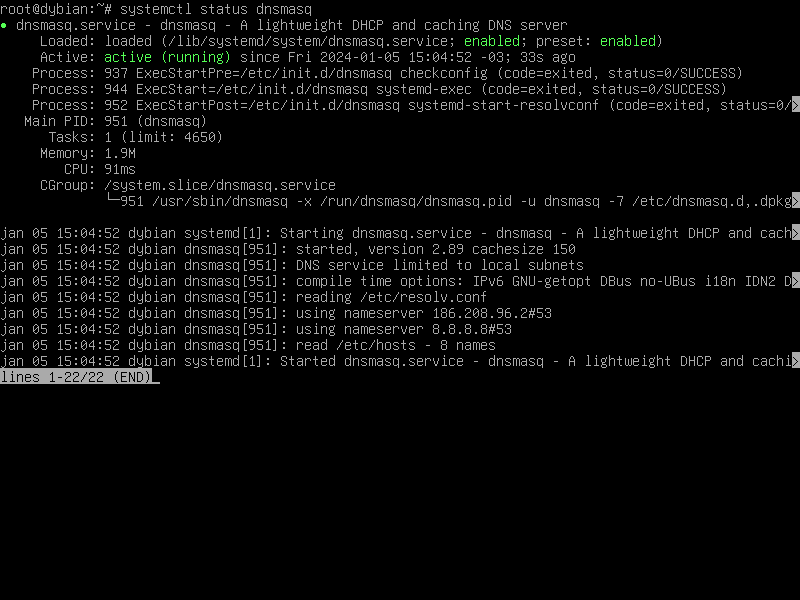 root@dybian:~# systemctl status dnsmasq
● dnsmasq.service - dnsmasq - A lightweight DHCP and caching DNS server
     Loaded: loaded (/lib/systemd/system/dnsmasq.service; enabled; preset: enabled)
     Active: active (running) since Fri 2024-01-05 15:04:52 -03; 33s ago
    Process: 937 ExecStartPre=/etc/init.d/dnsmasq checkconfig (code=exited, status=0/SUCCESS)
    Process: 944 ExecStart=/etc/init.d/dnsmasq systemd-exec (code=exited, status=0/SUCCESS)
    Process: 952 ExecStartPost=/etc/init.d/dnsmasq systemd-start-resolvconf (code=exited, status=0/>
   Main PID: 951 (dnsmasq)
      Tasks: 1 (limit: 4650)
     Memory: 1.9M
        CPU: 91ms
     CGroup: /system.slice/dnsmasq.service
             └─951 /usr/sbin/dnsmasq -x /run/dnsmasq/dnsmasq.pid -u dnsmasq -7 /etc/dnsmasq.d,.dpkg>

jan 05 15:04:52 dybian systemd[1]: Starting dnsmasq.service - dnsmasq - A lightweight DHCP and cach>
jan 05 15:04:52 dybian dnsmasq[951]: started, version 2.89 cachesize 150
jan 05 15:04:52 dybian dnsmasq[951]: DNS service limited to local subnets
jan 05 15:04:52 dybian dnsmasq[951]: compile time options: IPv6 GNU-getopt DBus no-UBus i18n IDN2 D>
jan 05 15:04:52 dybian dnsmasq[951]: reading /etc/resolv.conf
jan 05 15:04:52 dybian dnsmasq[951]: using nameserver 186.208.96.2#53
jan 05 15:04:52 dybian dnsmasq[951]: using nameserver 8.8.8.8#53
jan 05 15:04:52 dybian dnsmasq[951]: read /etc/hosts - 8 names
jan 05 15:04:52 dybian systemd[1]: Started dnsmasq.service - dnsmasq - A lightweight DHCP and cachi>
lines 1-22/22 (END)